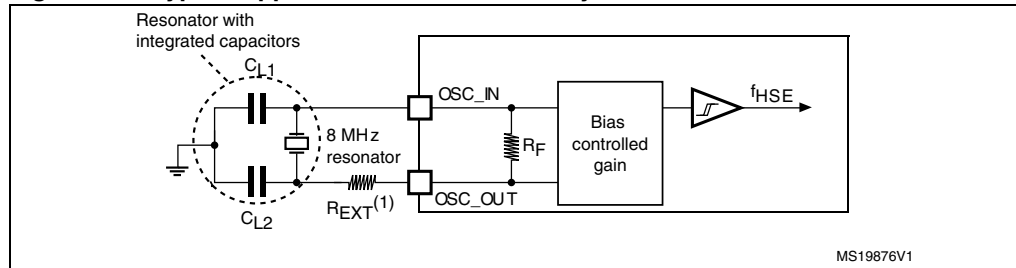 Resonator with
integrated capacitors
CL1
OSC_IN
fHSE
8 MHz
resonator
RF
Bias
controlled
gain
REXT(1)
OSC_OUT
CL2
MS19876V1